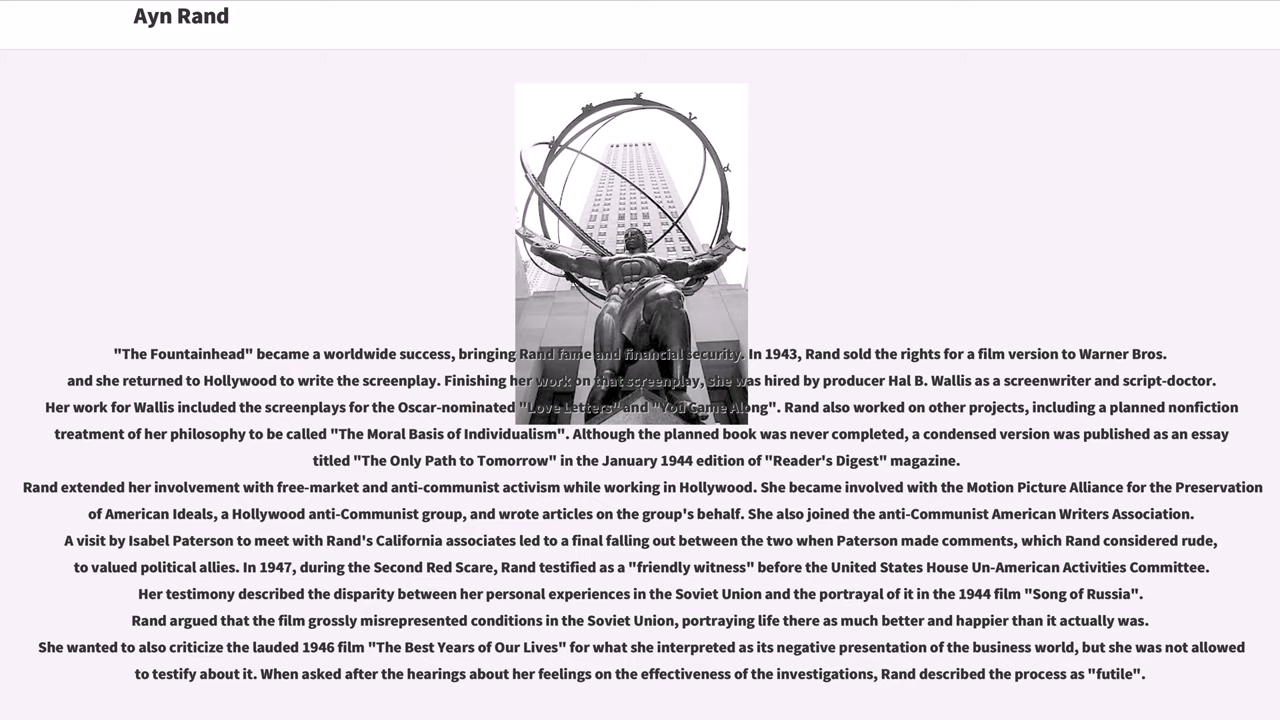 Ayn Rand
"The Fountainhead" became a worldwide success, bringing Rand fame and financial security. In 1943, Rand sold the rights for a film version to Warner Bros.
and she returned to Hollywood to write the screenplay. Finishing her work on that screenplay, she was hired by producer Hal B. Wallis as a screenwriter and script-doctor.
Her work for Wallis included the screenplays for the Oscar-nominated "Love Letters" and "You Came Along". Rand also worked on other projects, including a planned nonfiction
treatment of her philosophy to be called "The Moral Basis of Individualism". Although the planned book was never completed, a condensed version was published as an essay
titled "The Only Path to Tomorrow" in the January 1944 edition of "Reader's Digest" magazine.
Rand extended her involvement with free-market and anti-communist activism while working in Hollywood. She became involved with the Motion Picture Alliance for the Preservation
of American Ideals, a Hollywood anti-Communist group, and wrote articles on the group's behalf. She also joined the anti-Communist American Writers Association.
A visit by Isabel Paterson to meet with Rand's California associates led to a final falling out between the two when Paterson made comments, which Rand considered rude,
to valued political allies. In 1947, during the Second Red Scare, Rand testified as a "friendly witness" before the United States House Un-American Activities Committee.
Her testimony described the disparity between her personal experiences in the Soviet Union and the portrayal of it in the 1944 film "Song of Russia".
Rand argued that the film grossly misrepresented conditions in the Soviet Union, portraying life there as much better and happier than it actually was.
She wanted to also criticize the lauded 1946 film "The Best Years of Our Lives" for what she interpreted as its negative presentation of the business world, but she was not allowed
to testify about it. When asked after the hearings about her feelings on the effectiveness of the investigations, Rand described the process as "futile".